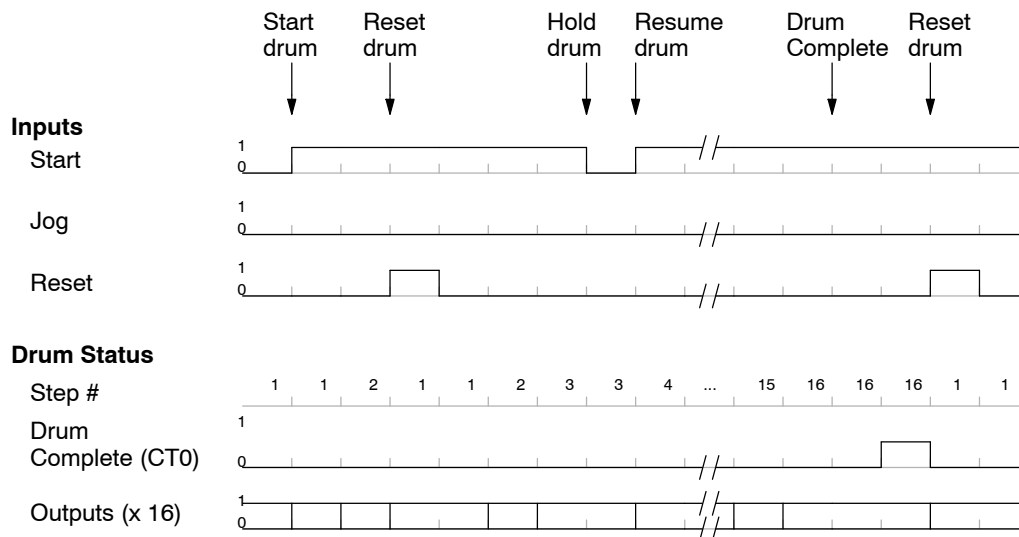 Start
drum
Reset
drum
Hold
drum
Resume
drum
Drum
Complete
Reset
drum
Inputs
Start
1
0
Jog
1
0
Reset
1
0
Drum Status
Step #
1 1 2 1 1 2 3 3 4 ... 15 16 16 16 1 1
Drum
Complete (CT0)
1
0
Outputs (x 16)
1
0